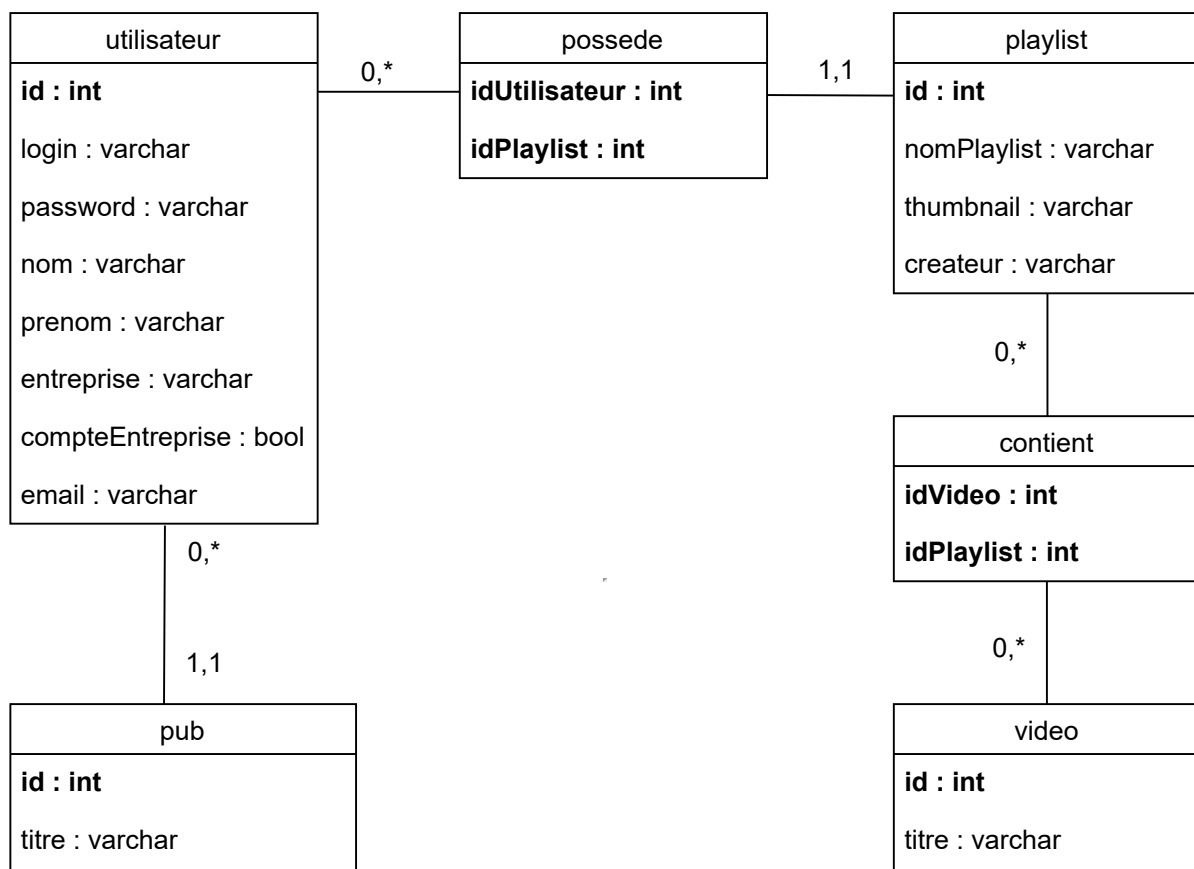 utilisateur
id : int
login : varchar
password : varchar
nom : varchar
prenom : varchar
entreprise : varchar
compteEntreprise : bool
email : varchar
0,*
possede
idUtilisateur : int
idPlaylist : int
1,1
playlist
id : int
nomPlaylist : varchar
thumbnail : varchar
createur : varchar
0,*
contient
idVideo : int
idPlaylist : int
0,*
1,1
pub
id : int
titre : varchar
0,*
video
id : int
titre : varchar